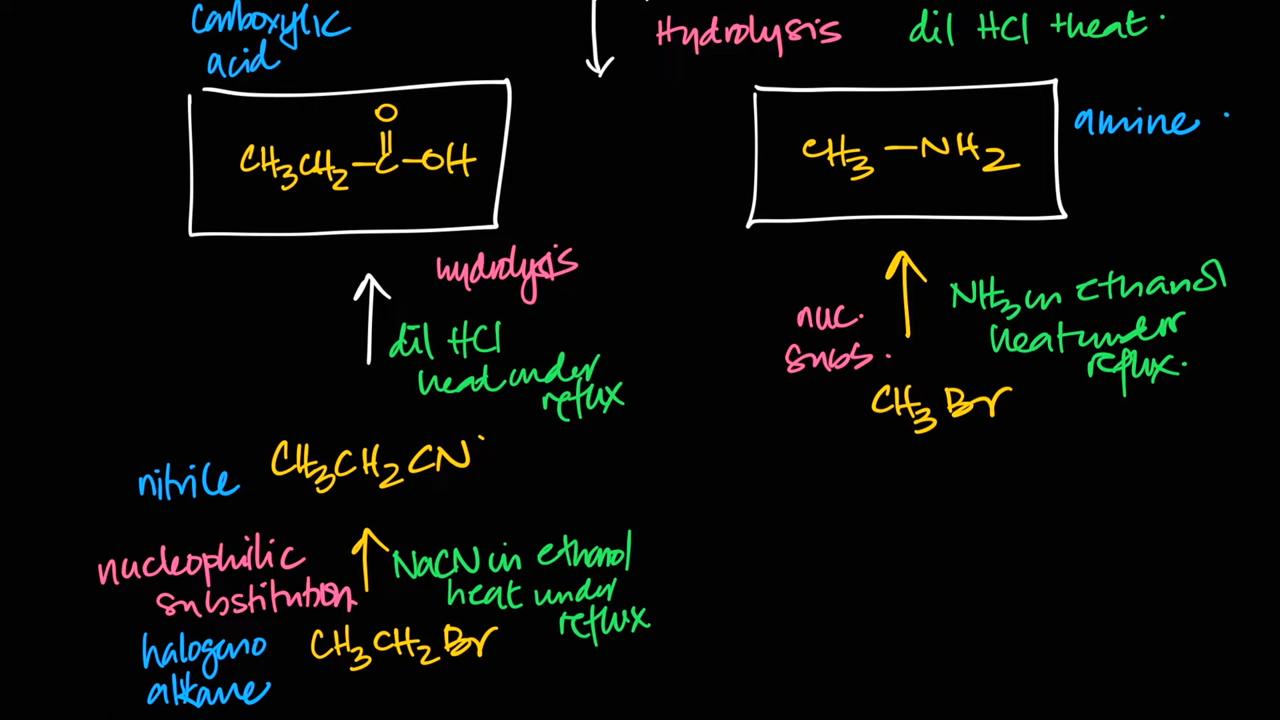 carboxylic
acid
Hydrolysis
dil HCl + heat.
O
CH3CH2-C-OH
CH3-NH2
amine.
hydrolysis
dil HCl
heat under
reflux
nuc.
subs.
NH3 in ethanol
heat under
reflux.
CH3Br
nitrile
CH3CH2CN
nucleophilic
substitution
NaCN in ethanol
heat under
reflux
halogeno
alkane
CH3CH2Br